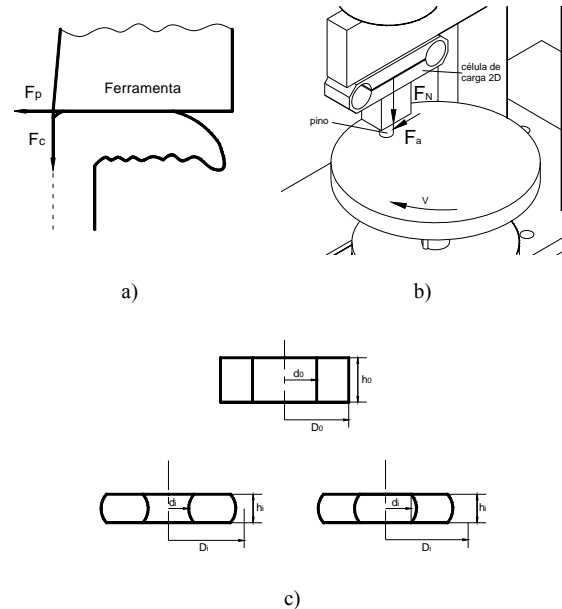 Ferramenta
Fp
Fc
a)
célula de
carga 2D
FN
pino
Fa
V
b)
d0
h0
D0
di
hi
Di
di
hi
Di
c)